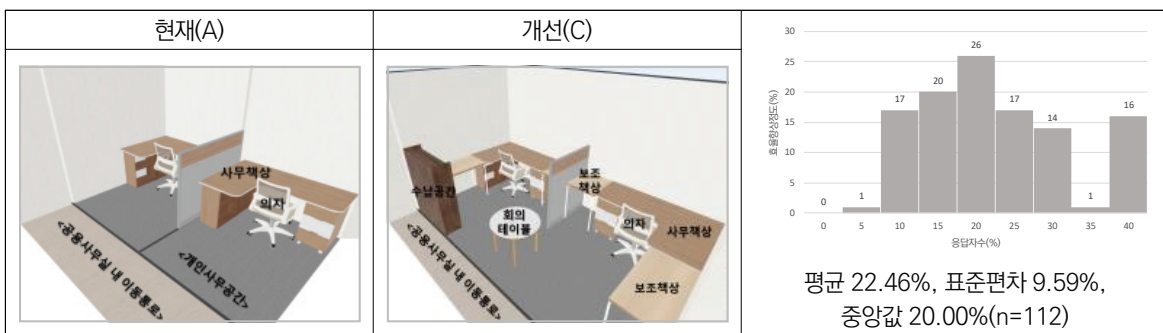 현재(A)
개선(C)
사무책상
의자
<공용사무실 내 이동통로>
<개인사무공간>
수납공간
보조
책상
회의
테이블
의자
사무책상
보조책상
<공용사무실 내 이동통로>
30
25
20
15
10
5
0
효율향상정도(%)
0
1
17
20
26
17
14
1
16
0 5 10 15 20 25 30 35 40
응답자수(%)
평균 22.46%, 표준편차 9.59%,
중앙값 20.00%(n=112)